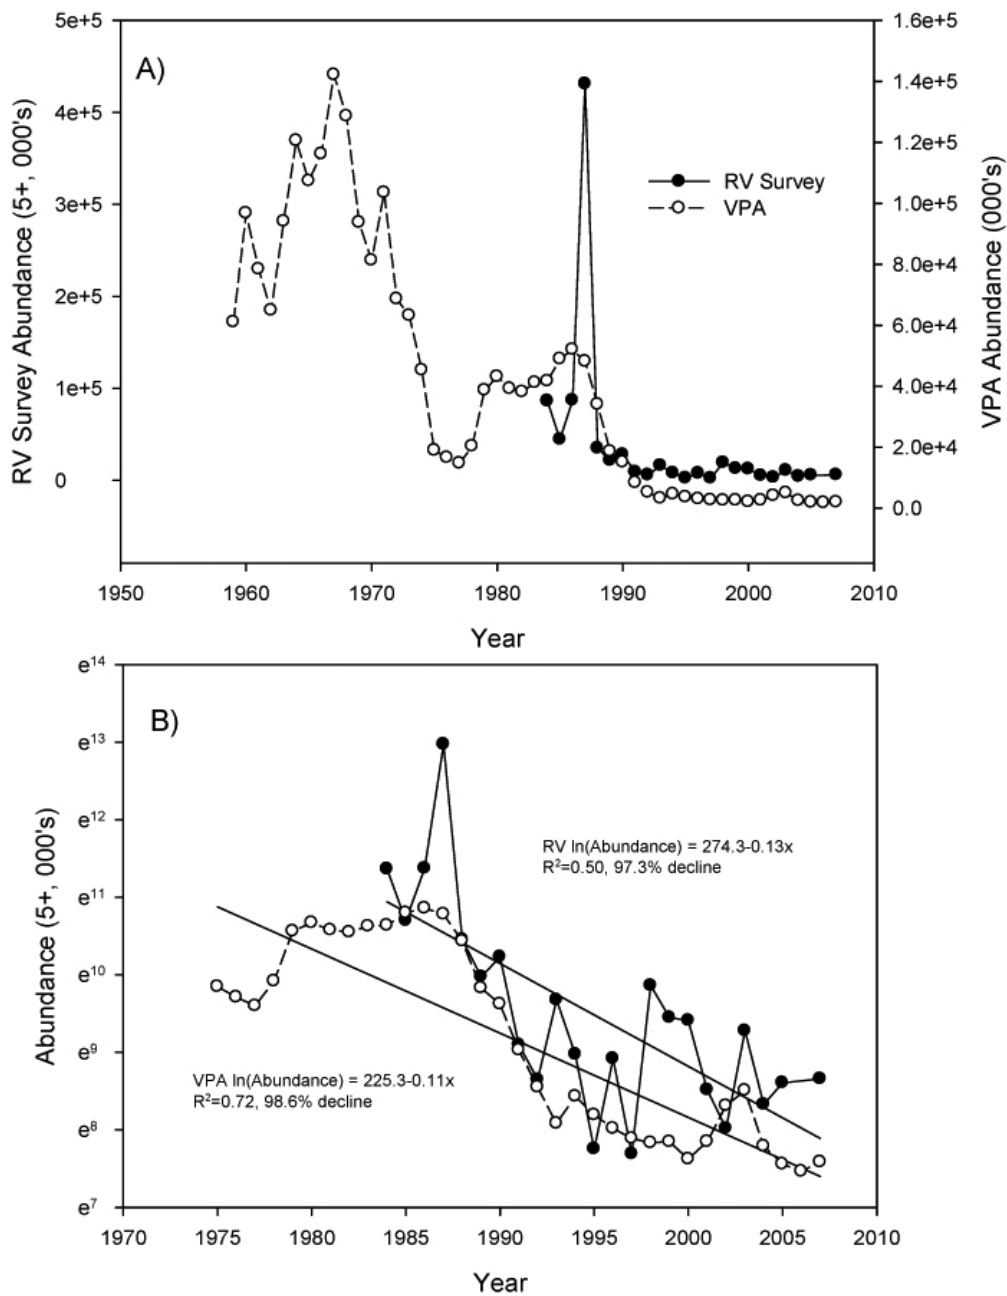 A)
5e+5
4e+5
3e+5
2e+5
1e+5
0
RV Survey Abundance (5+, 000's)
1.6e+5
1.4e+5
1.2e+5
1.0e+5
8.0e+4
6.0e+4
4.0e+4
2.0e+4
0.0
VPA Abundance (000's)
RV Survey
VPA
1950 1960 1970 1980 1990 2000 2010
Year
B)
e14
e13
e12
e11
e10
e9
e8
e7
Abundance (5+, 000's)
RV ln(Abundance) = 274.3-0.13x
R2=0.50, 97.3% decline
VPA ln(Abundance) = 225.3-0.11x
R2=0.72, 98.6% decline
1970 1975 1980 1985 1990 1995 2000 2005 2010
Year